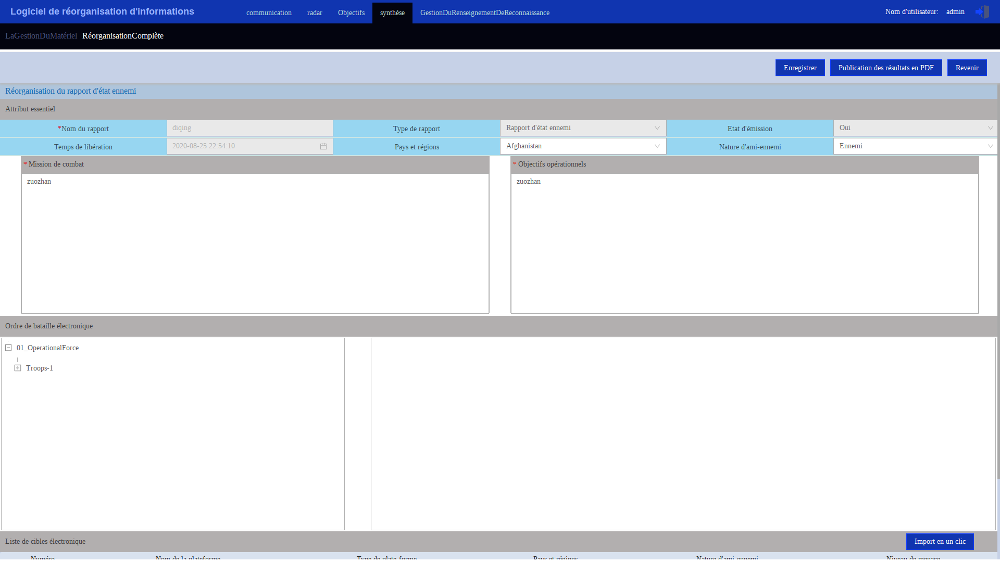 Logiciel de réorganisation d'informations communication radar Objectifs synthèse GestionDuRenseignementDeReconnaissance Nom d'utilisateur: admin
LaGestionDuMatériel RéorganisationComplète
Enregistrer Publication des résultats en PDF Revenir
Réorganisation du rapport d'état ennemi
Attribut essentiel
*Nom du rapport diqing Type de rapport Rapport d'état ennemi Etat d'émission Oui
Temps de libération 2020-08-25 22:54:10 Pays et régions Afghanistan Nature d'ami-ennemi Ennemi
* Mission de combat * Objectifs opérationnels
zuozhan zuozhan
Ordre de bataille électronique
01_OperationalForce
Troops-1
Liste de cibles électronique Import en un clic
Numéro Nom de la plateforme Type de plate-forme Pays et régions Nature d'ami-ennemi Niveau de menace